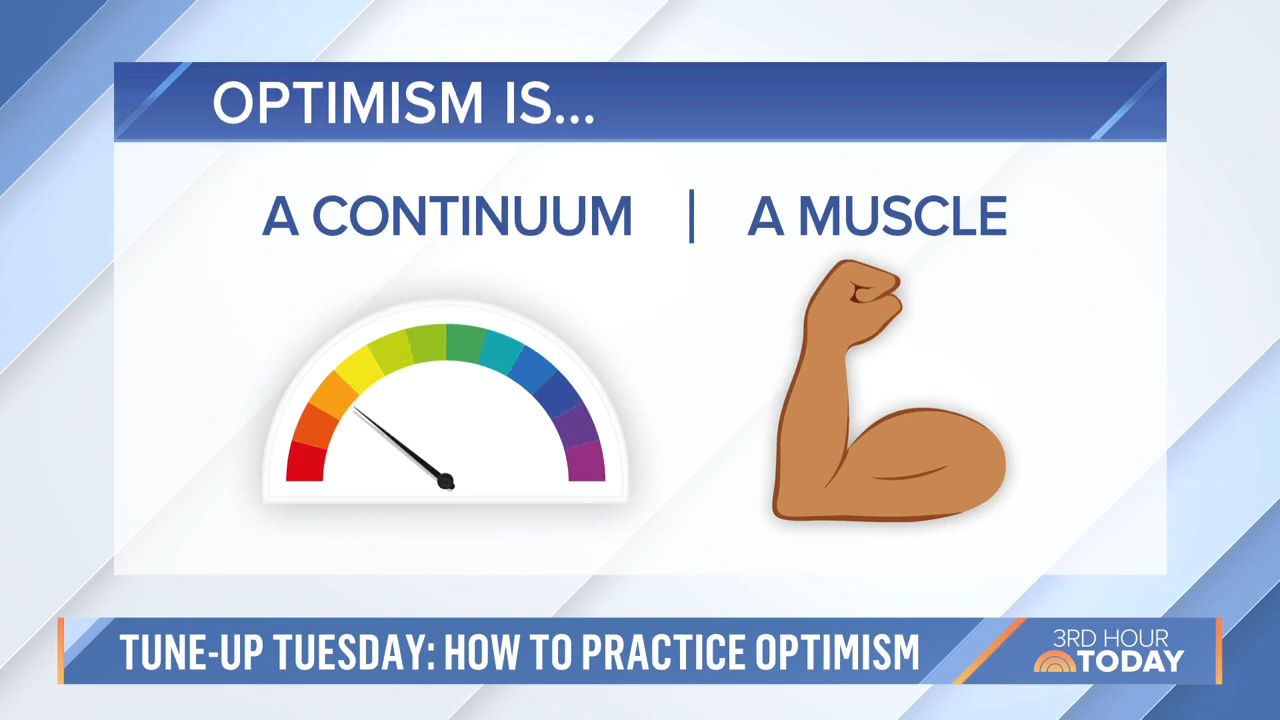 OPTIMISM IS...
A CONTINUUM | A MUSCLE
TUNE-UP TUESDAY: HOW TO PRACTICE OPTIMISM
3RD HOUR
TODAY